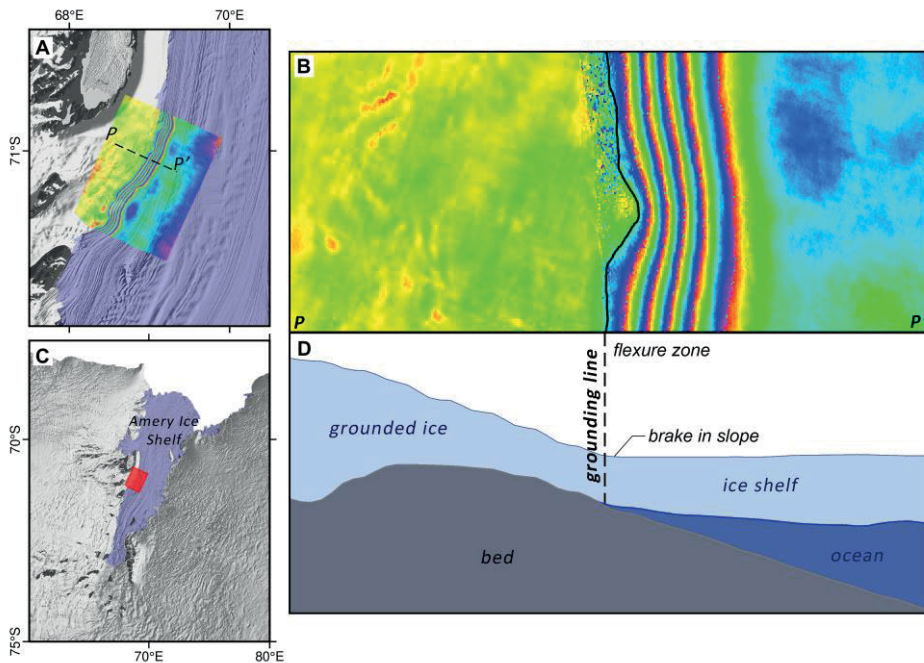 68°E
70°E
A
71°S
P
P'
B
P
P'
C
70°S
75°S
Amery Ice
Shelf
70°E
80°E
D
flexure zone
grounding line
grounded ice
brake in slope
ice shelf
bed
ocean